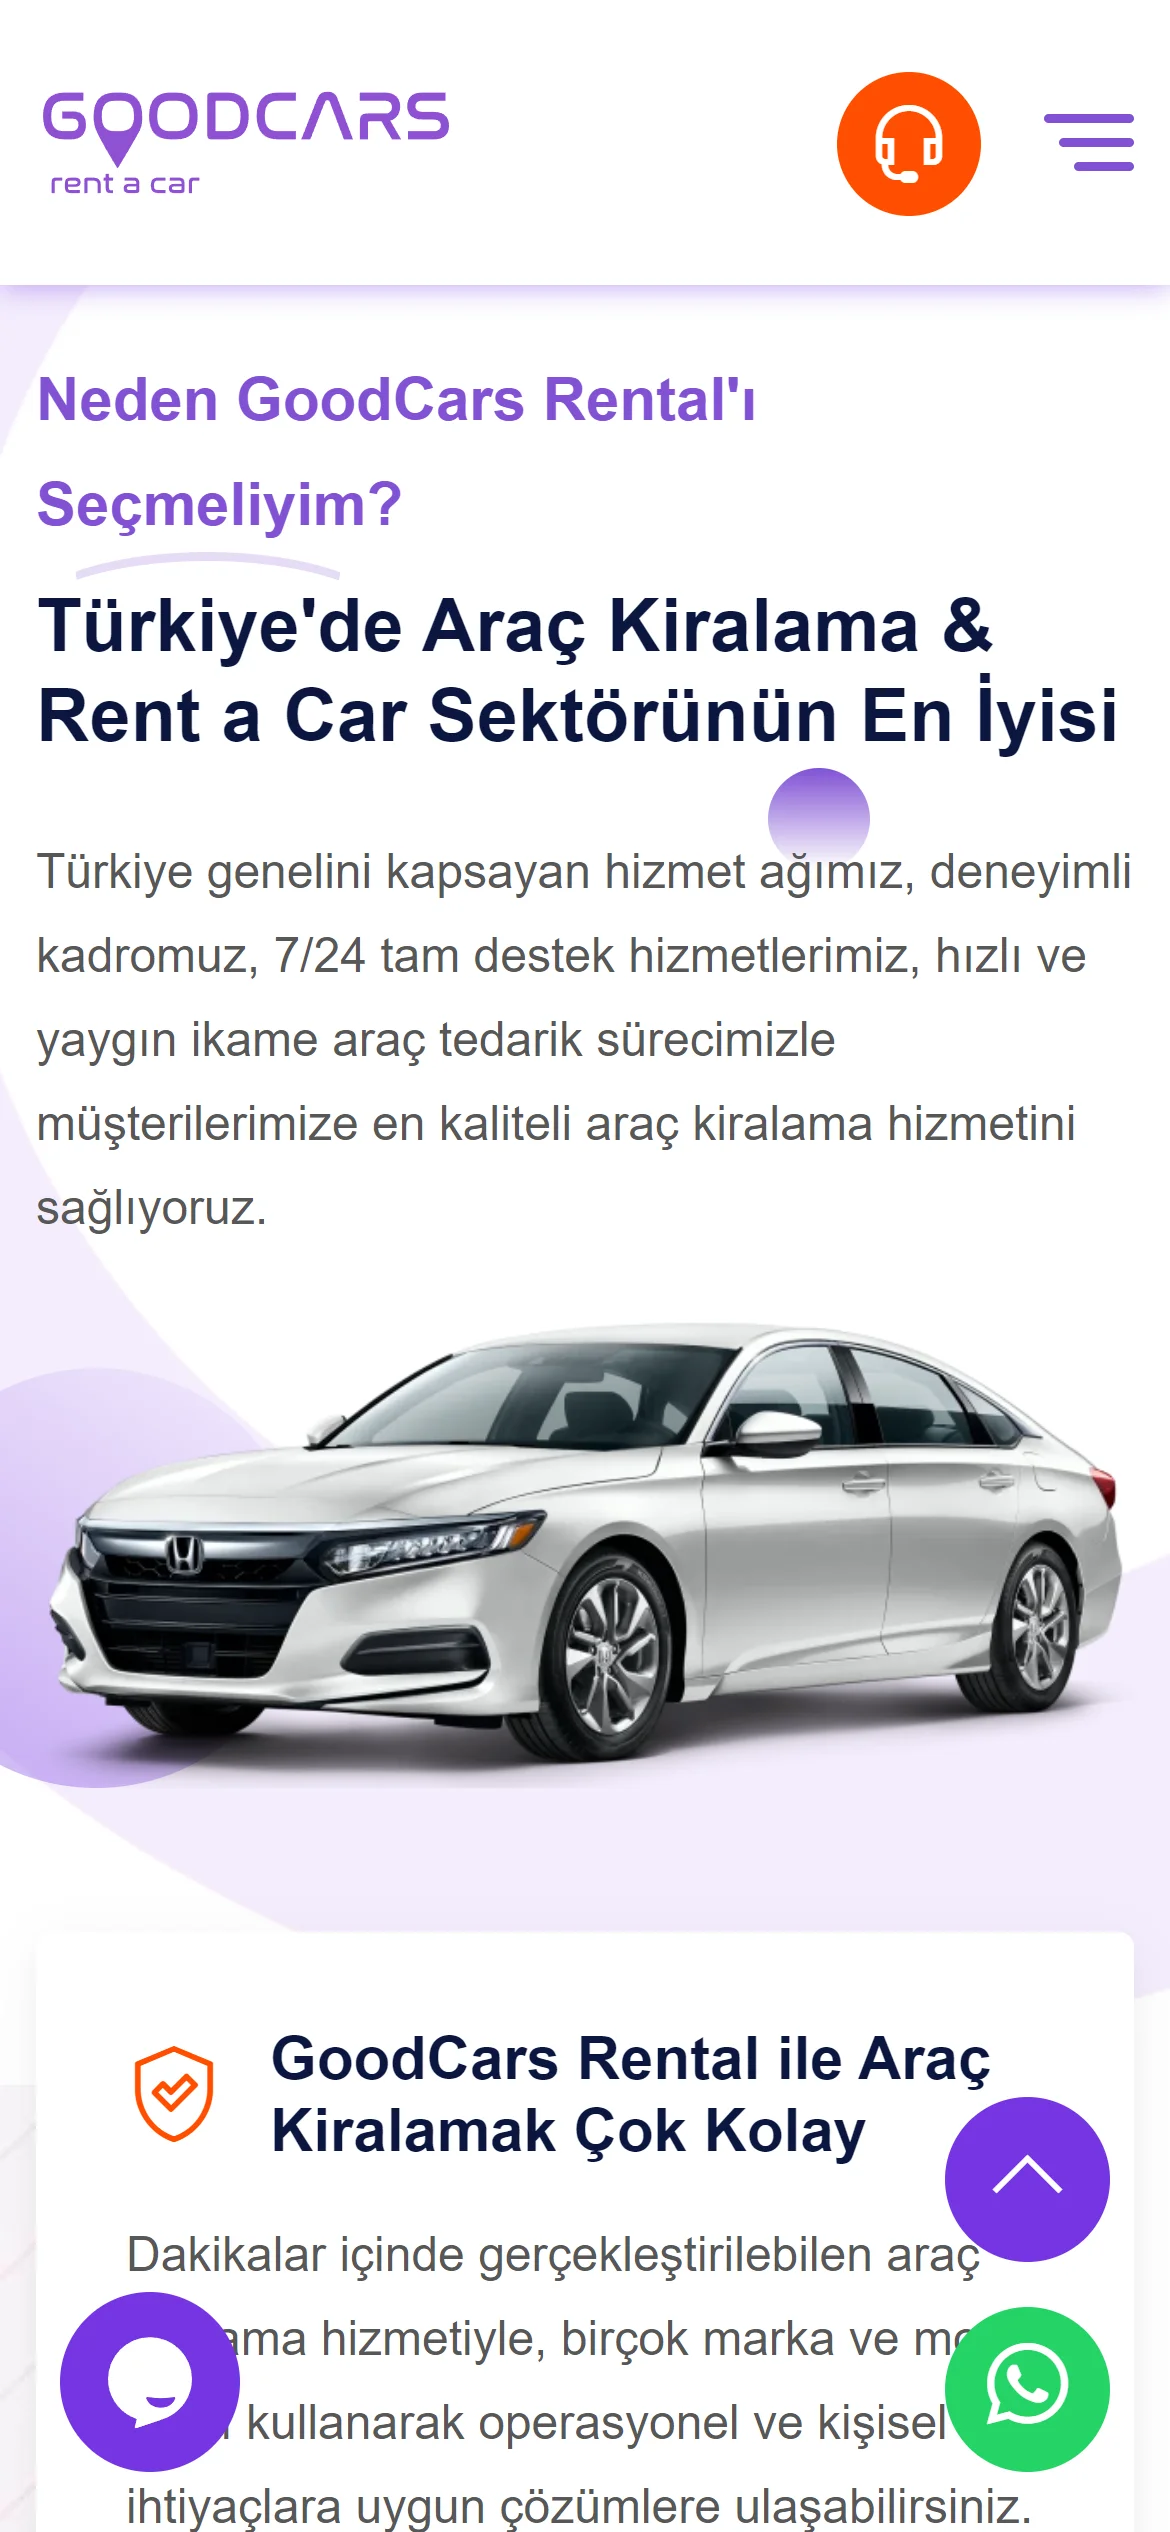 GOODCARS
rent a car
Neden GoodCars Rental'ı
Seçmeliyim?
Türkiye'de Araç Kiralama &
Rent a Car Sektörünün En İyisi
Türkiye genelini kapsayan hizmet ağımız, deneyimli
kadromuz, 7/24 tam destek hizmetlerimiz, hızlı ve
yaygın ikame araç tedarik sürecimizle
müşterilerimize en kaliteli araç kiralama hizmetini
sağlıyoruz.
GoodCars Rental ile Araç
Kiralamak Çok Kolay
Dakikalar içinde gerçekleştirilebilen araç
hizmetiyle, birçok marka ve
kullanarak operasyonel ve kişisel
ihtiyaçlara uygun çözümlere ulaşabilirsiniz.